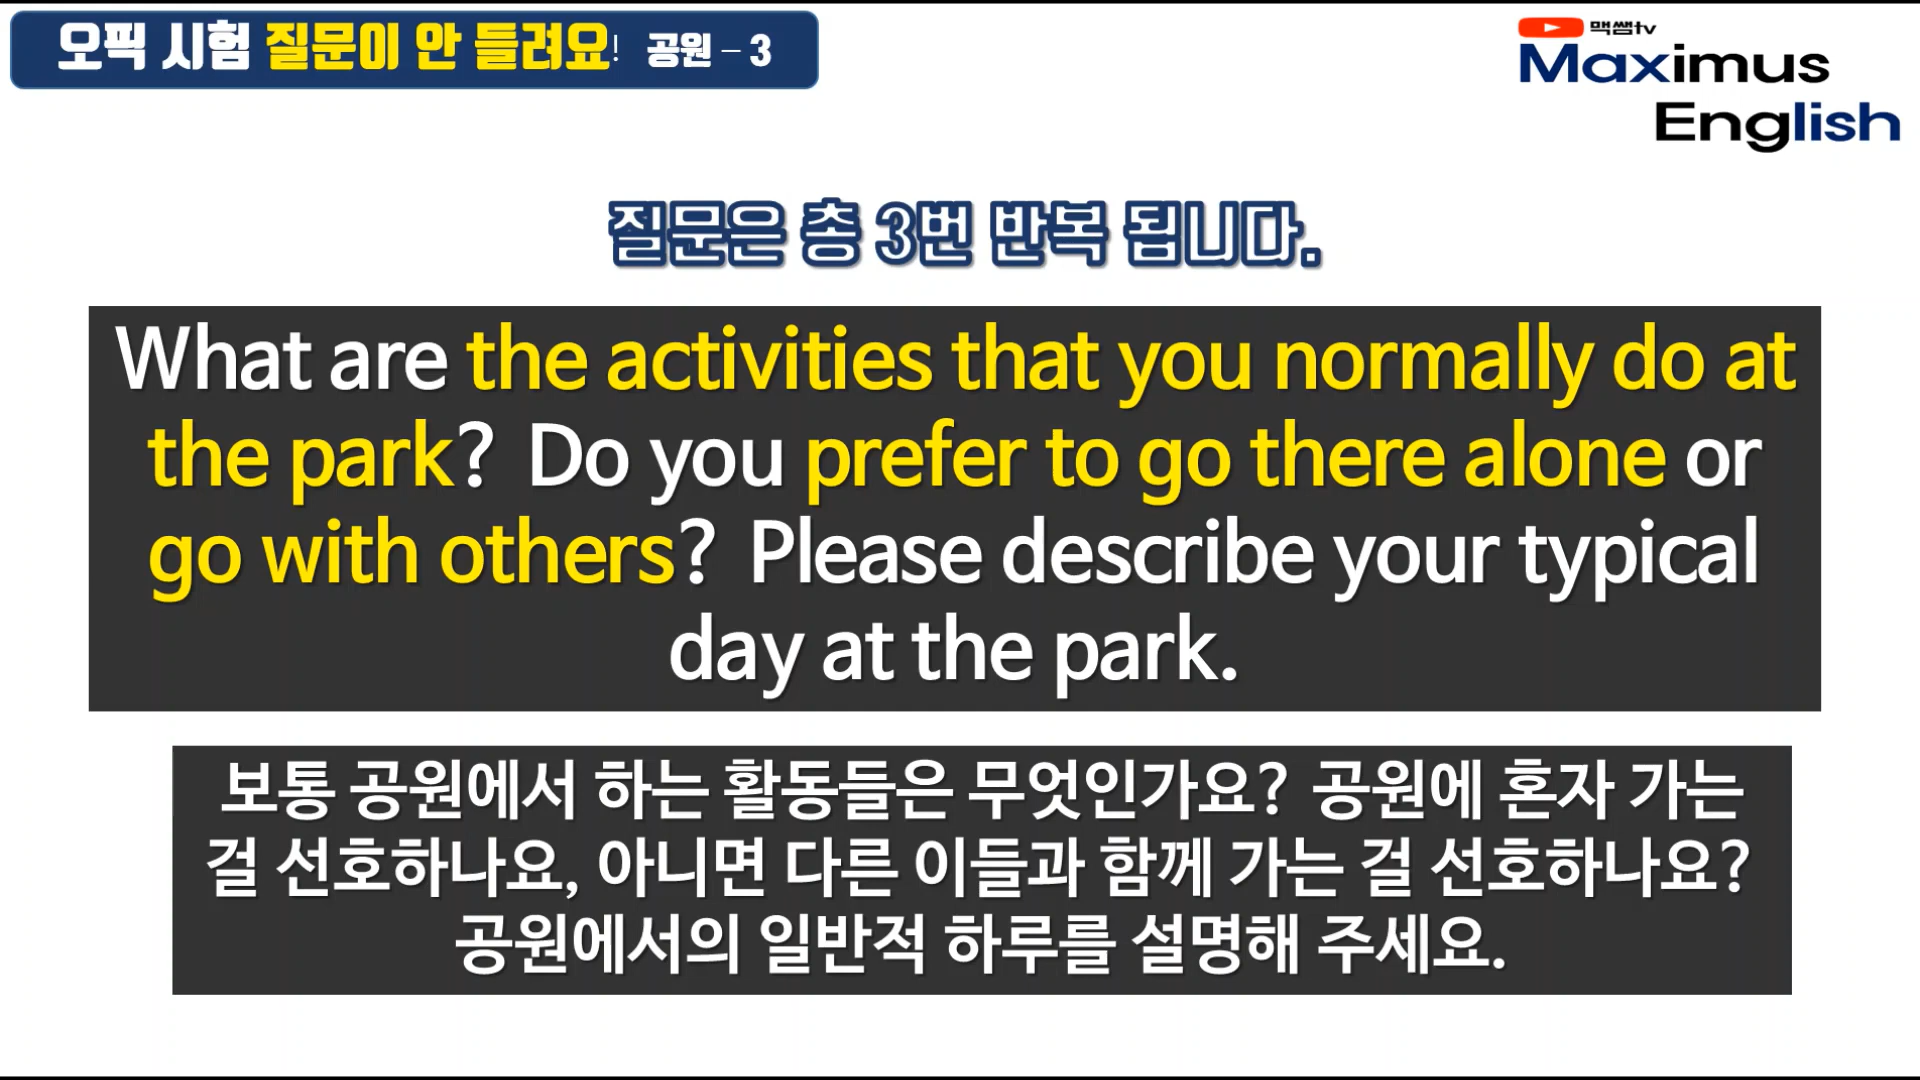 오픽 시험 질문이 안 들려요! 공원 – 3
맥쌤tv
Maximus
English
질문은 총 3번 반복 됩니다.
What are the activities that you normally do at
the park? Do you prefer to go there alone or
go with others? Please describe your typical
day at the park.
보통 공원에서 하는 활동들은 무엇인가요? 공원에 혼자 가는
걸 선호하나요, 아니면 다른 이들과 함께 가는 걸 선호하나요?
공원에서의 일반적 하루를 설명해 주세요.